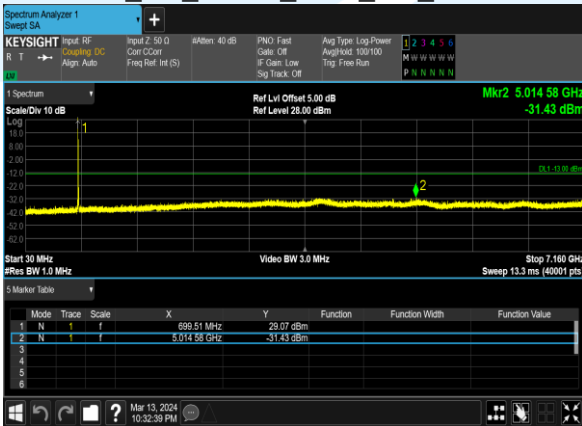 Spectrum Analyzer 1
Swept SA
+
KEYSIGHT Input: RF Input Z: 50 Ω #Atten: 40 dB PNO: Fast Avg Type: Log-Power 1 2 3 4 5 6
R T Coupling: DC Corr CCorr Gate: Off Avg|Hold: 100/100 M W W W W W
Align: Auto Freq Ref: Int (S) IF Gain: Low Trig: Free Run
LU Sig Track: Off P N N N N N
1 Spectrum Ref Lvl Offset 5.00 dB Mkr2 5.014 58 GHz
Scale/Div 10 dB Ref Level 28.00 dBm -31.43 dBm
Log
1
18.0
8.00
-2.00
-12.0 DL1 -13.00 dBm
-22.0 2
-32.0
-42.0
-52.0
-62.0
Start 30 MHz Video BW 3.0 MHz Stop 7.160 GHz
#Res BW 1.0 MHz Sweep 13.3 ms (40001 pts
5 Marker Table
Mode Trace Scale X Y Function Function Width Function Value
1 N 1 f 699.51 MHz 29.07 dBm
2 N 1 f 5.014 58 GHz -31.43 dBm
3
4
5
6
? Mar 13, 2024
10:32:39 PM